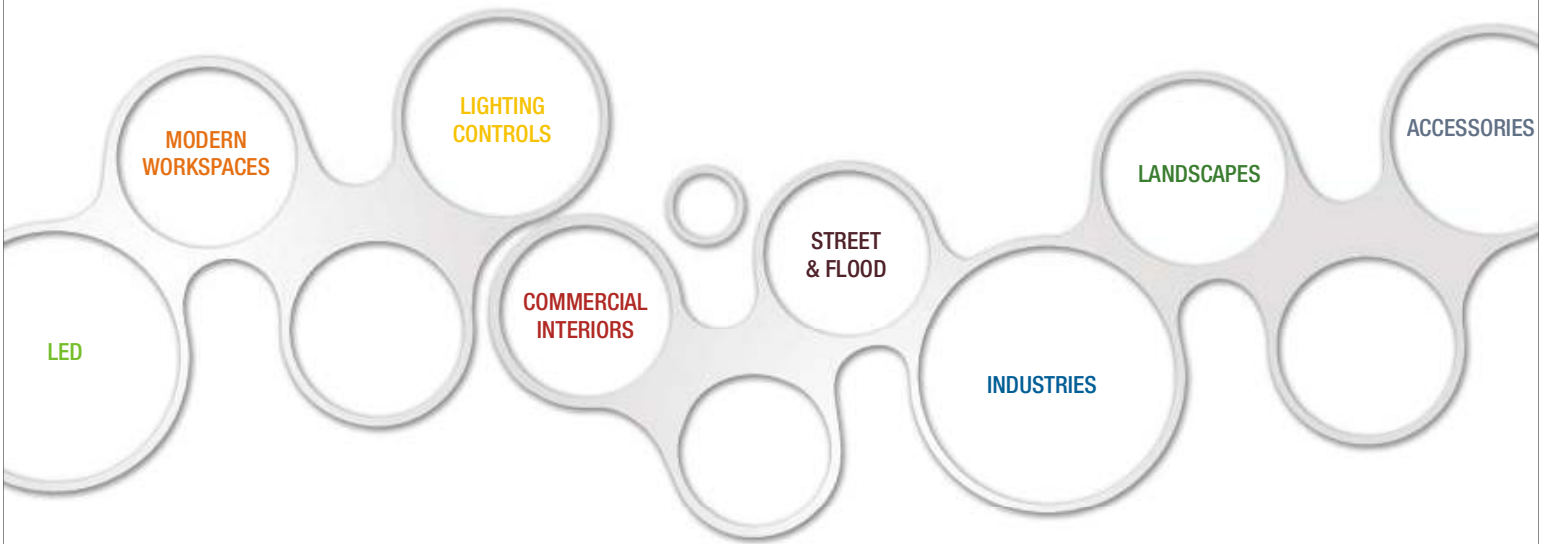 LED
MODERN
WORKSPACES
LIGHTING
CONTROLS
COMMERCIAL
INTERIORS
STREET
& FLOOD
INDUSTRIES
LANDSCAPES
ACCESSORIES